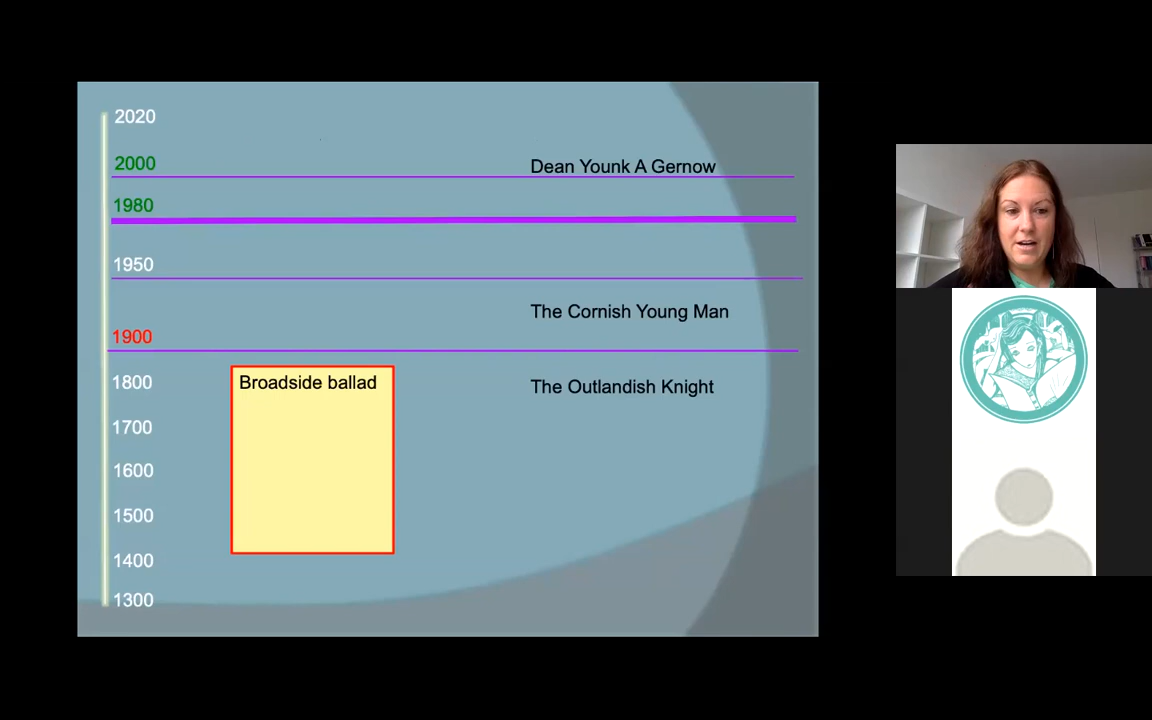 2020
2000
Dean Younk A Gernow
1980
1950
The Cornish Young Man
1900
1800
Broadside ballad
The Outlandish Knight
1700
1600
1500
1400
1300